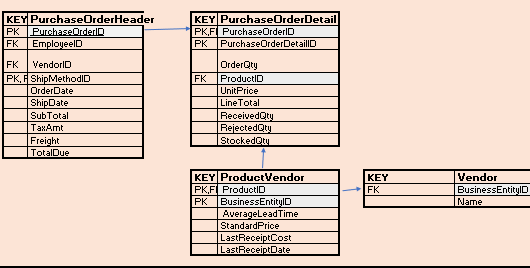 KEY PurchaseOrderHeader
PK PurchaseOrderID
FK EmployeeID
FK VendorID
PK,F ShipMethodID
OrderDate
ShipDate
SubTotal
TaxAmt
Freight
TotalDue
KEY PurchaseOrderDetail
PK,F PurchaseOrderID
PK PurchaseOrderDetailID
OrderQty
FK ProductID
UnitPrice
LineTotal
ReceivedQty
RejectedQty
StockedQty
KEY ProductVendor
PK,F ProductID
PK BusinessEntityID
AverageLeadTime
StandardPrice
LastReceiptCost
LastReceiptDate
KEY Vendor
FK BusinessEntityID
Name